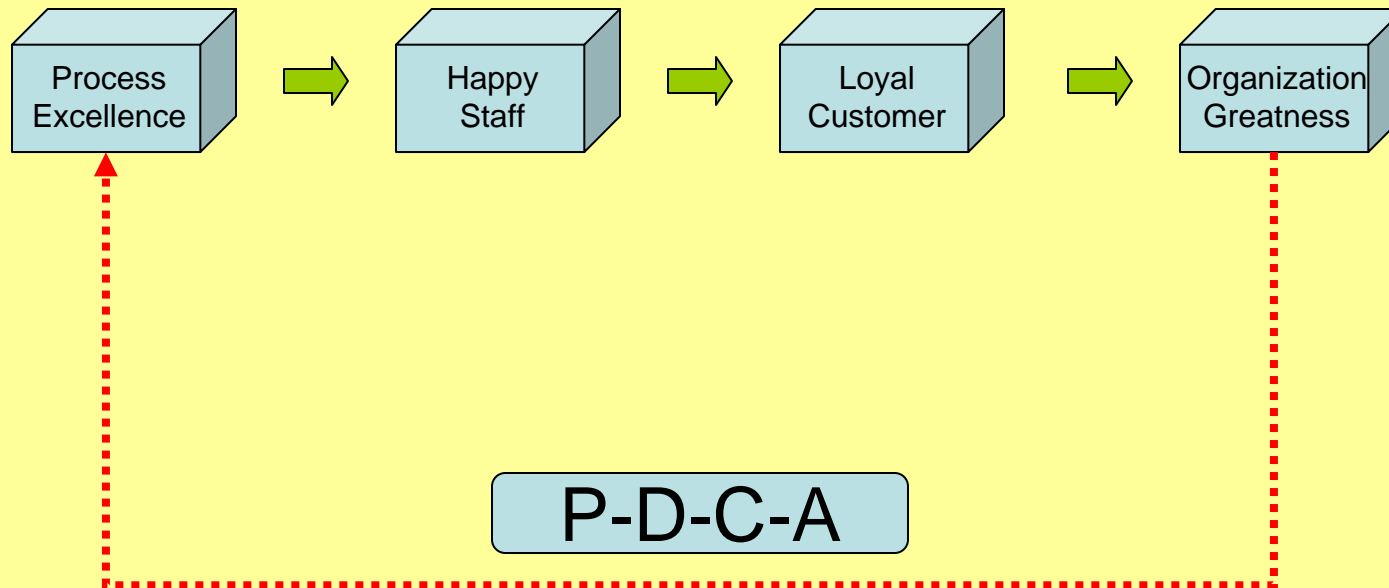 Process
Excellence
Happy
Staff
Loyal
Customer
Organization
Greatness
P-D-C-A